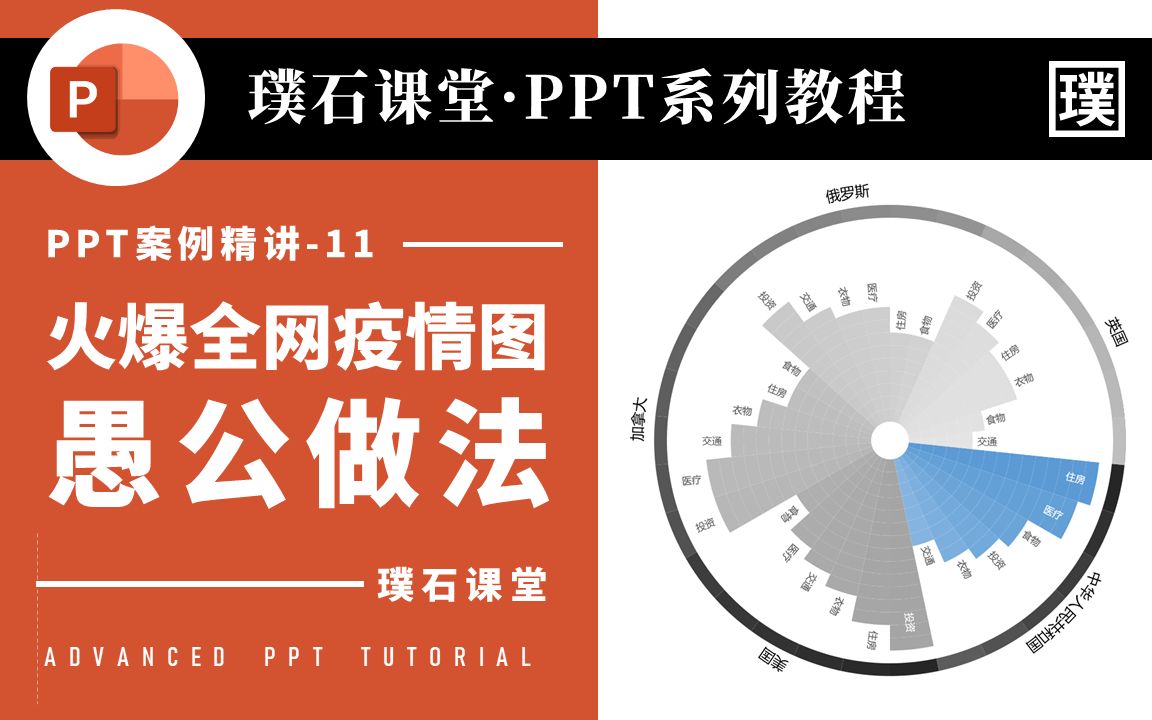 P
璞石课堂·PPT系列教程
璞
PPT案例精讲-11
火爆全网疫情图
愚公做法
璞石课堂
ADVANCED PPT TUTORIAL
俄罗斯
投资
交通
衣物
医疗
住房
食物
英国
投资
医疗
住房
衣物
食物
交通
中华人民共和国
住房
医疗
食物
投资
衣物
交通
美国
投资
住房
衣物
交通
医疗
食物
加拿大
投资
医疗
交通
衣物
住房
食物